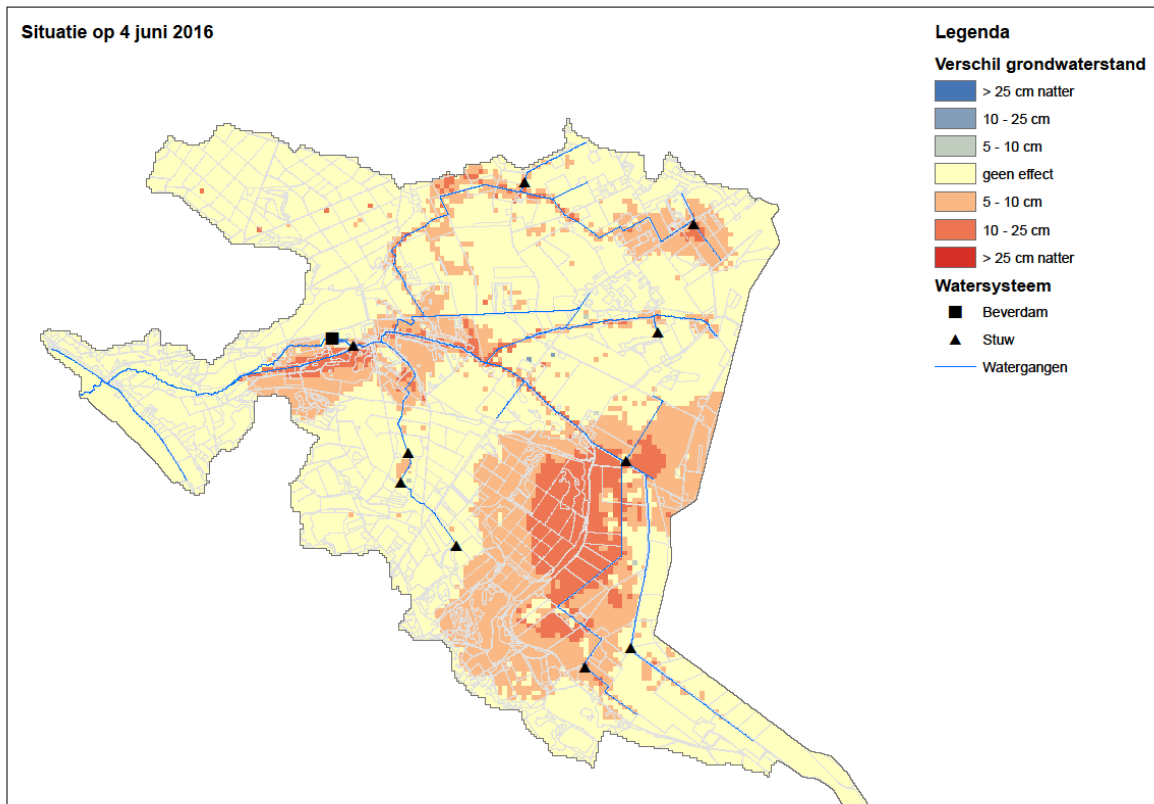 Situatie op 4 juni 2016
Legenda
Verschil grondwaterstand
> 25 cm natter
10 - 25 cm
5 - 10 cm
geen effect
5 - 10 cm
10 - 25 cm
> 25 cm natter
Watersysteem
Beverdam
Stuw
Watergangen